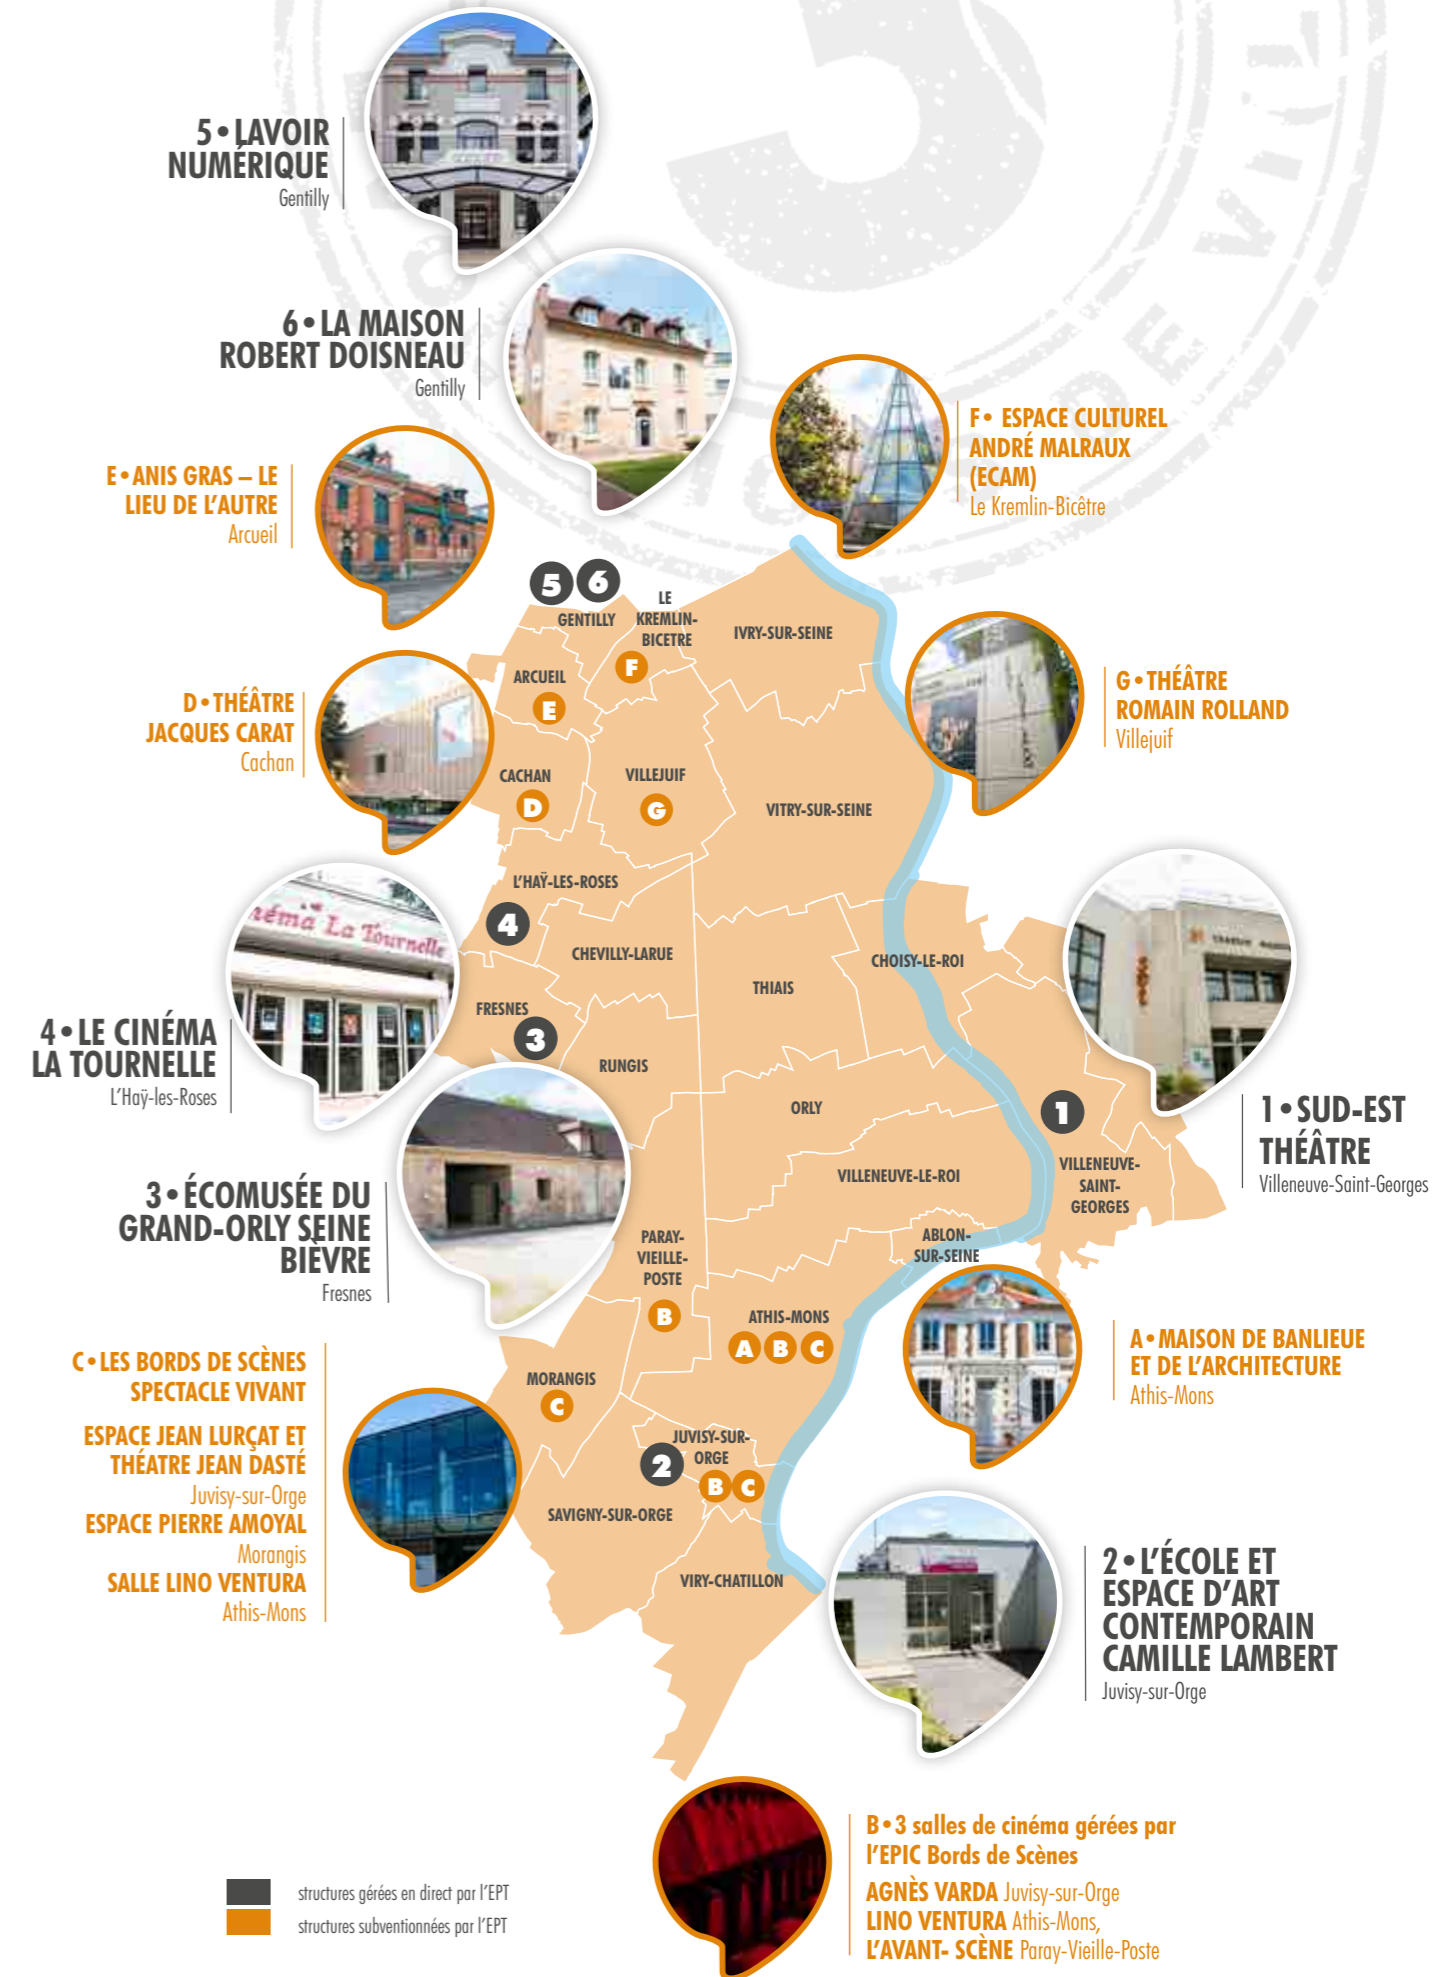 5•LAVOIR
NUMÉRIQUE
Gentilly
6•LA MAISON
ROBERT DOISNEAU
Gentilly
F• ESPACE CULTUREL
ANDRÉ MALRAUX
(ECAM)
Le Kremlin-Bicêtre
E•ANIS GRAS – LE
LIEU DE L'AUTRE
Arcueil
5 6
GENTILLY
LE
KREMLIN-
BICETRE
F
IVRY-SUR-SEINE
ARCUEIL
E
D•THÉÂTRE
JACQUES CARAT
Cachan
G•THÉÂTRE
ROMAIN ROLLAND
Villejuif
CACHAN
D
VILLEJUIF
G
VITRY-SUR-SEINE
L'HAŸ-LES-ROSES
4
CHEVILLY-LARUE
THIAIS
CHOISY-LE-ROI
Cinéma La Tournelle
FRESNES
3
RUNGIS
4•LE CINÉMA
LA TOURNELLE
L'Haÿ-les-Roses
ORLY
1
1•SUD-EST
THÉÂTRE
Villeneuve-Saint-Georges
VILLENEUVE-LE-ROI
VILLENEUVE-
SAINT-
GEORGES
3•ÉCOMUSÉE DU
GRAND-ORLY SEINE
BIÈVRE
Fresnes
PARAY-
VIEILLE-
POSTE
B
ABLON-
SUR-SEINE
ATHIS-MONS
A B C
A•MAISON DE BANLIEUE
ET DE L'ARCHITECTURE
Athis-Mons
MORANGIS
C
C•LES BORDS DE SCÈNES
SPECTACLE VIVANT
ESPACE JEAN LURÇAT ET
THÉATRE JEAN DASTÉ
Juvisy-sur-Orge
ESPACE PIERRE AMOYAL
Morangis
SALLE LINO VENTURA
Athis-Mons
JUVISY-SUR-
ORGE
2
B C
SAVIGNY-SUR-ORGE
VIRY-CHATILLON
2•L'ÉCOLE ET
ESPACE D'ART
CONTEMPORAIN
CAMILLE LAMBERT
Juvisy-sur-Orge
B•3 salles de cinéma gérées par
l'EPIC Bords de Scènes
AGNÈS VARDA Juvisy-sur-Orge
LINO VENTURA Athis-Mons,
L'AVANT- SCÈNE Paray-Vieille-Poste
structures gérées en direct par l'EPT
structures subventionnées par l'EPT